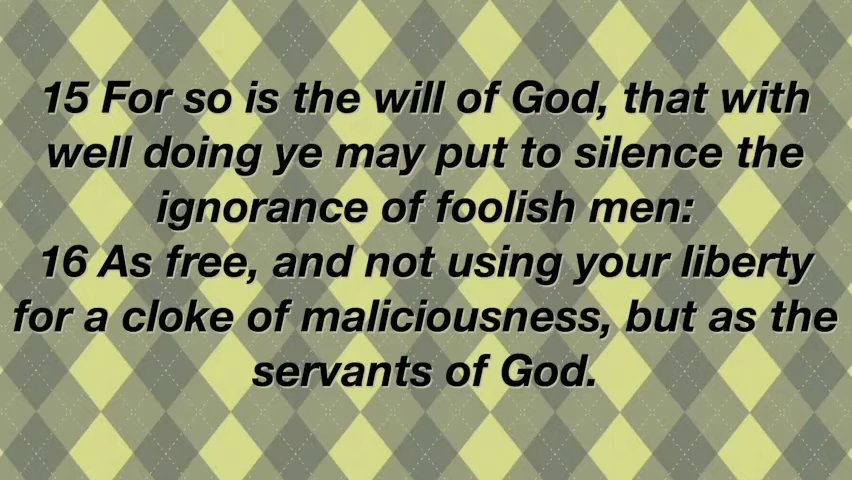 15 For so is the will of God, that with
well doing ye may put to silence the
ignorance of foolish men:
16 As free, and not using your liberty
for a cloke of maliciousness, but as the
servants of God.